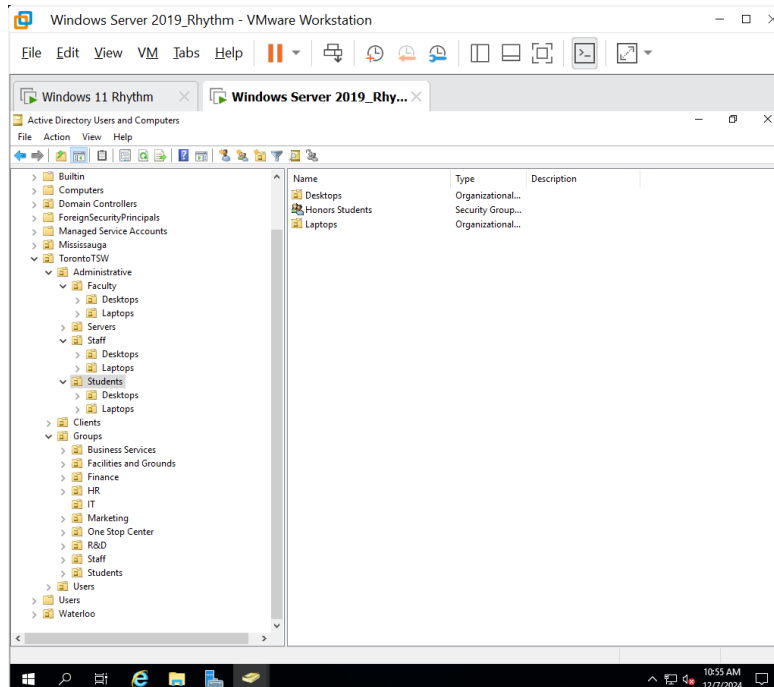 Windows Server 2019_Rhythm - VMware Workstation
File Edit View VM Tabs Help
Windows 11 Rhythm
Windows Server 2019_Rhy...
Active Directory Users and Computers
File Action View Help
Builtin
Computers
Domain Controllers
ForeignSecurityPrincipals
Managed Service Accounts
Mississauga
TorontoTSW
Administrative
Faculty
Desktops
Laptops
Servers
Staff
Desktops
Laptops
Students
Desktops
Laptops
Clients
Groups
Business Services
Facilities and Grounds
Finance
HR
IT
Marketing
One Stop Center
R&D
Staff
Students
Users
Users
Waterloo
Name Type Description
Desktops Organizational...
Honors Students Security Group...
Laptops Organizational...
10:55 AM
12/7/2024